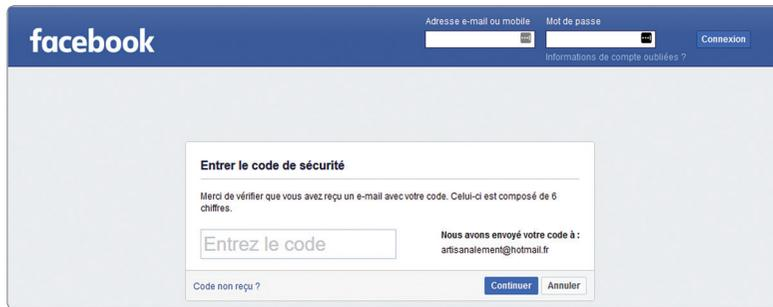 facebook
Adresse e-mail ou mobile
Mot de passe
Connexion
Informations de compte oubliées ?
Entrer le code de sécurité
Merci de vérifier que vous avez reçu un e-mail avec votre code. Celui-ci est composé de 6
chiffres.
Entrez le code
Nous avons envoyé votre code à :
artisanalement@hotmail.fr
Code non reçu ?
Continuer
Annuler